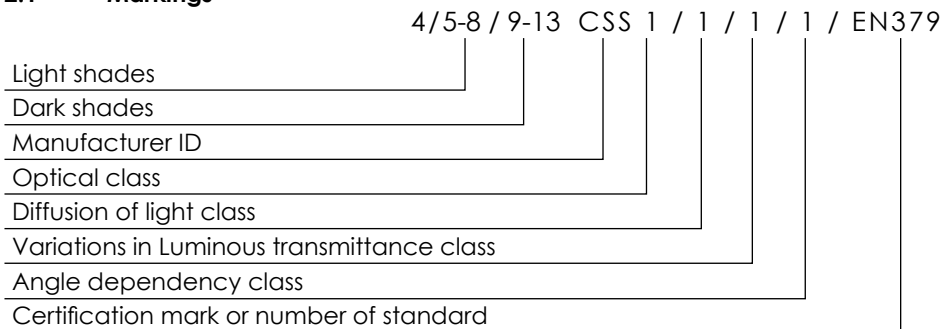 2.1 Markings
4/5-8 / 9-13 CSS 1 / 1 / 1 / 1 / EN379
Light shades
Dark shades
Manufacturer ID
Optical class
Diffusion of light class
Variations in Luminous transmittance class
Angle dependency class
Certification mark or number of standard